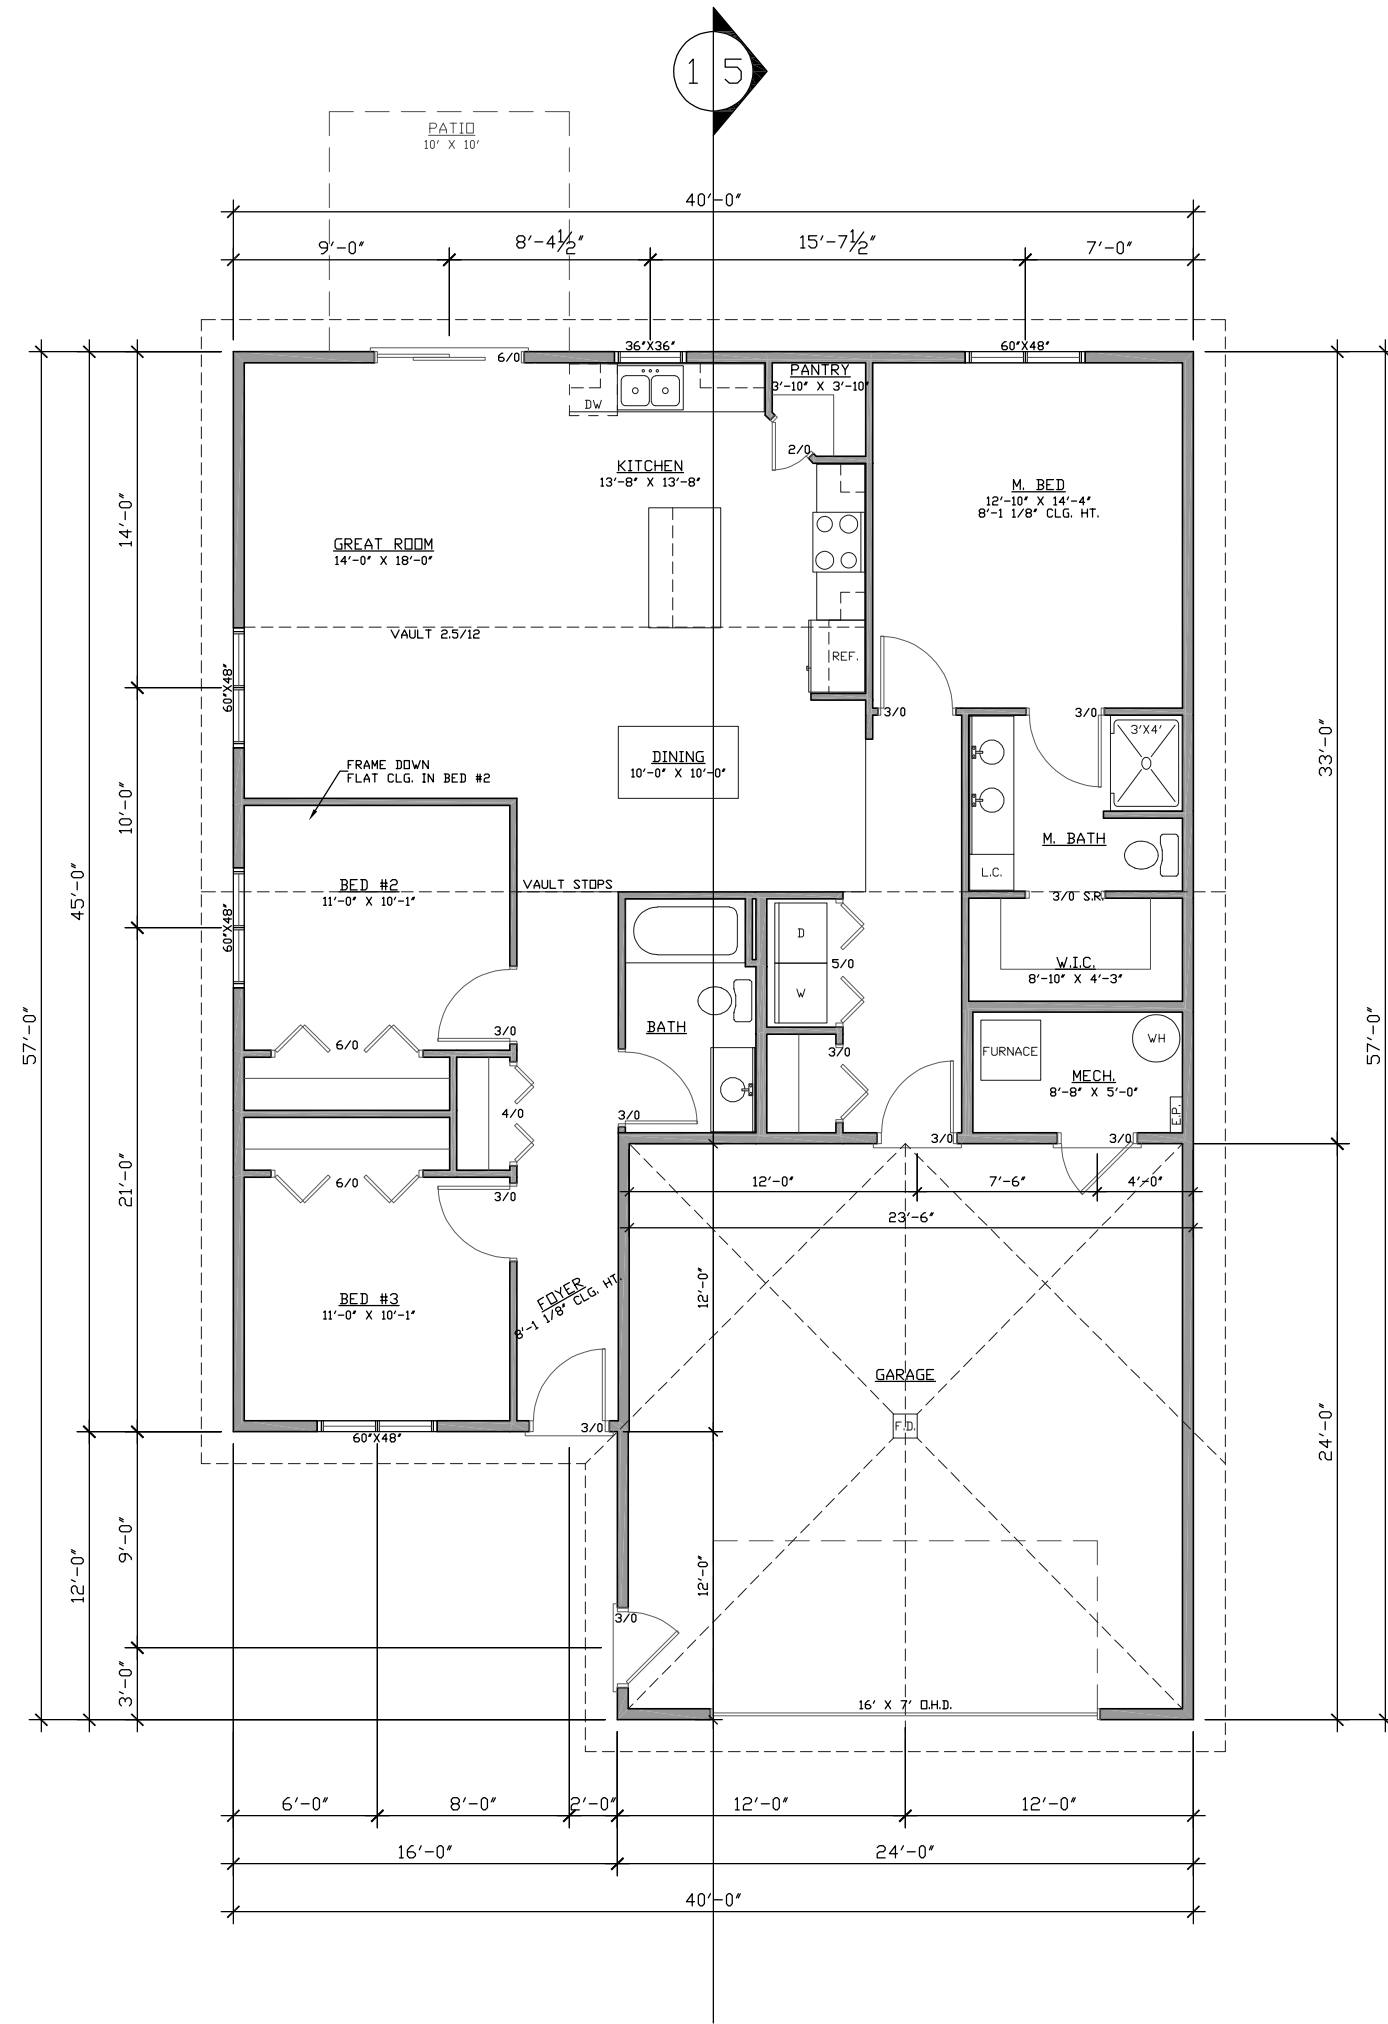 1 5
PATIO
10' X 10'
40'-0"
9'-0" 8'-4 1/2" 15'-7 1/2" 7'-0"
36"X36" 60"X48"
6/0
PANTRY
3'-10" X 3'-10"
DW
2/0
KITCHEN
13'-8" X 13'-8"
M. BED
12'-10" X 14'-4"
8'-1 1/8" CLG. HT.
14'-0"
GREAT ROOM
14'-0" X 18'-0"
VAULT 2.5/12
REF.
60"X48"
3/0 3/0
3'X4'
33'-0"
DINING
10'-0" X 10'-0"
FRAME DOWN
FLAT CLG. IN BED #2
10'-0"
M. BATH
L.C.
45'-0"
BED #2
11'-0" X 10'-1"
VAULT STOPS
3/0 S.R.
60"X48"
D
5/0
W
W.I.C.
8'-10" X 4'-3"
57'-0"
57'-0"
BATH
3/0
6/0
3/0
FURNACE
WH
MECH.
8'-8" X 5'-0"
E.P.
4/0
3/0
3/0
3/0
21'-0"
6/0
3/0
12'-0" 7'-6" 4'-0"
23'-6"
12'-0"
FOYER
8'-1 1/8" CLG. HT.
BED #3
11'-0" X 10'-1"
GARAGE
F.D.
24'-0"
3/0
60"X48"
9'-0"
12'-0"
12'-0"
3/0
3'-0"
16' X 7' O.H.D.
6'-0" 8'-0" 2'-0" 12'-0" 12'-0"
16'-0" 24'-0"
40'-0"